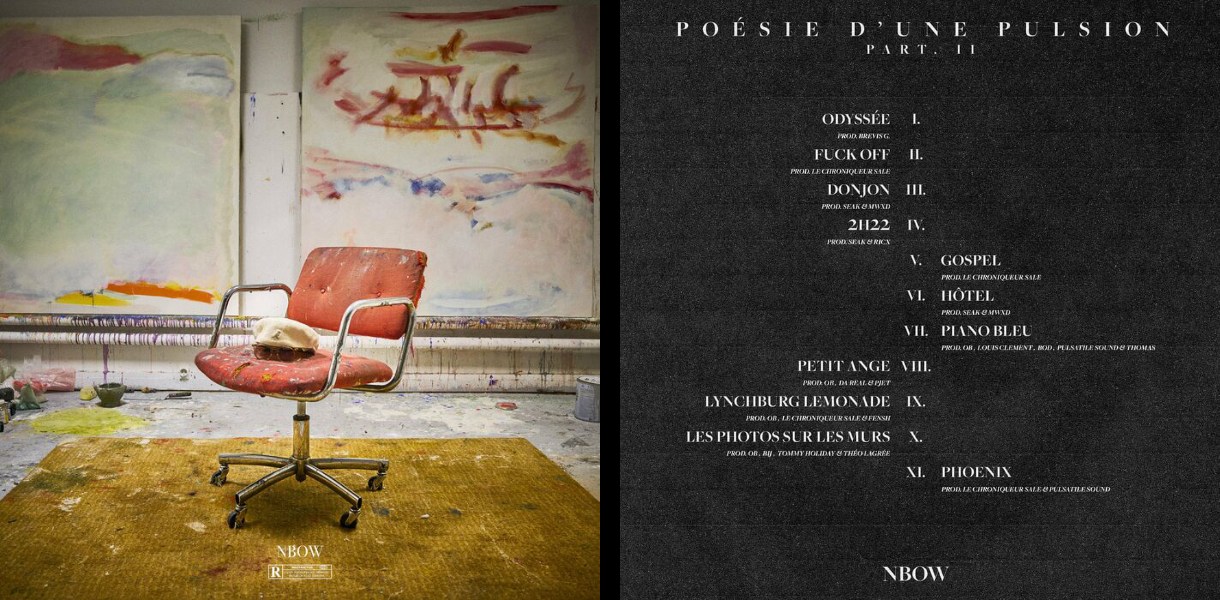 NBOW
R
POÉSIE D'UNE PULSION
PART. II
ODYSSÉE I.
PROD. BREVIS G.
FUCK OFF II.
PROD. LE CHRONIQUEUR SALE
DONJON III.
PROD. SEAK & MWXD
2H22 IV.
PROD. SEAK & RICX
V. GOSPEL
PROD. LE CHRONIQUEUR SALE
VI. HÔTEL
PROD. SEAK & MWXD
VII. PIANO BLEU
PROD. OB, LOUIS CLEMENT, BOD, PULSATILE SOUND & THOMAS
PETIT ANGE VIII.
PROD. OB, DA REAL & PJET
LYNCHBURG LEMONADE IX.
PROD. OB, LE CHRONIQUEUR SALE & FENSH
LES PHOTOS SUR LES MURS X.
PROD. OB, BIJ, TOMMY HOLIDAY & THÉO LAGRÉE
XI. PHOENIX
PROD. LE CHRONIQUEUR SALE & PULSATILE SOUND
NBOW